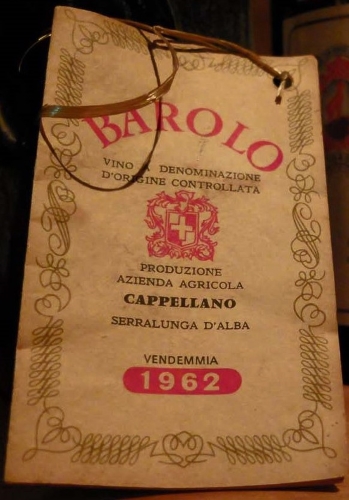 BAROLO
VINO A DENOMINAZIONE
D'ORIGINE CONTROLLATA
PRODUZIONE
AZIENDA AGRICOLA
CAPPELLANO
SERRALUNGA D'ALBA
VENDEMMIA
1962